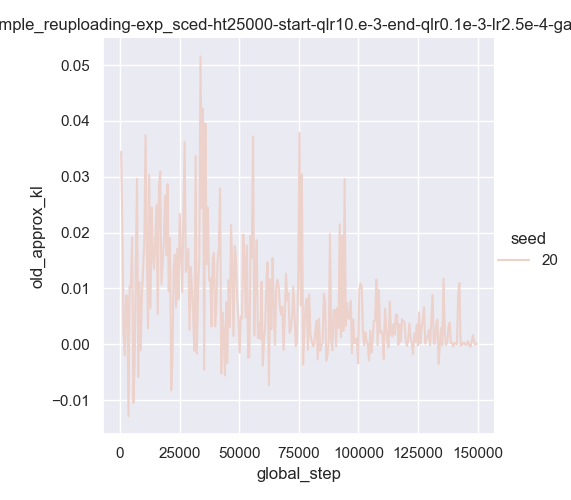 mple_reuploading-exp_sced-ht25000-start-qlr10.e-3-end-qlr0.1e-3-lr2.5e-4-ga
0.05
0.04
0.03
0.02
0.01
0.00
−0.01
old_approx_kl
0 25000 50000 75000 100000 125000 150000
global_step
seed
20